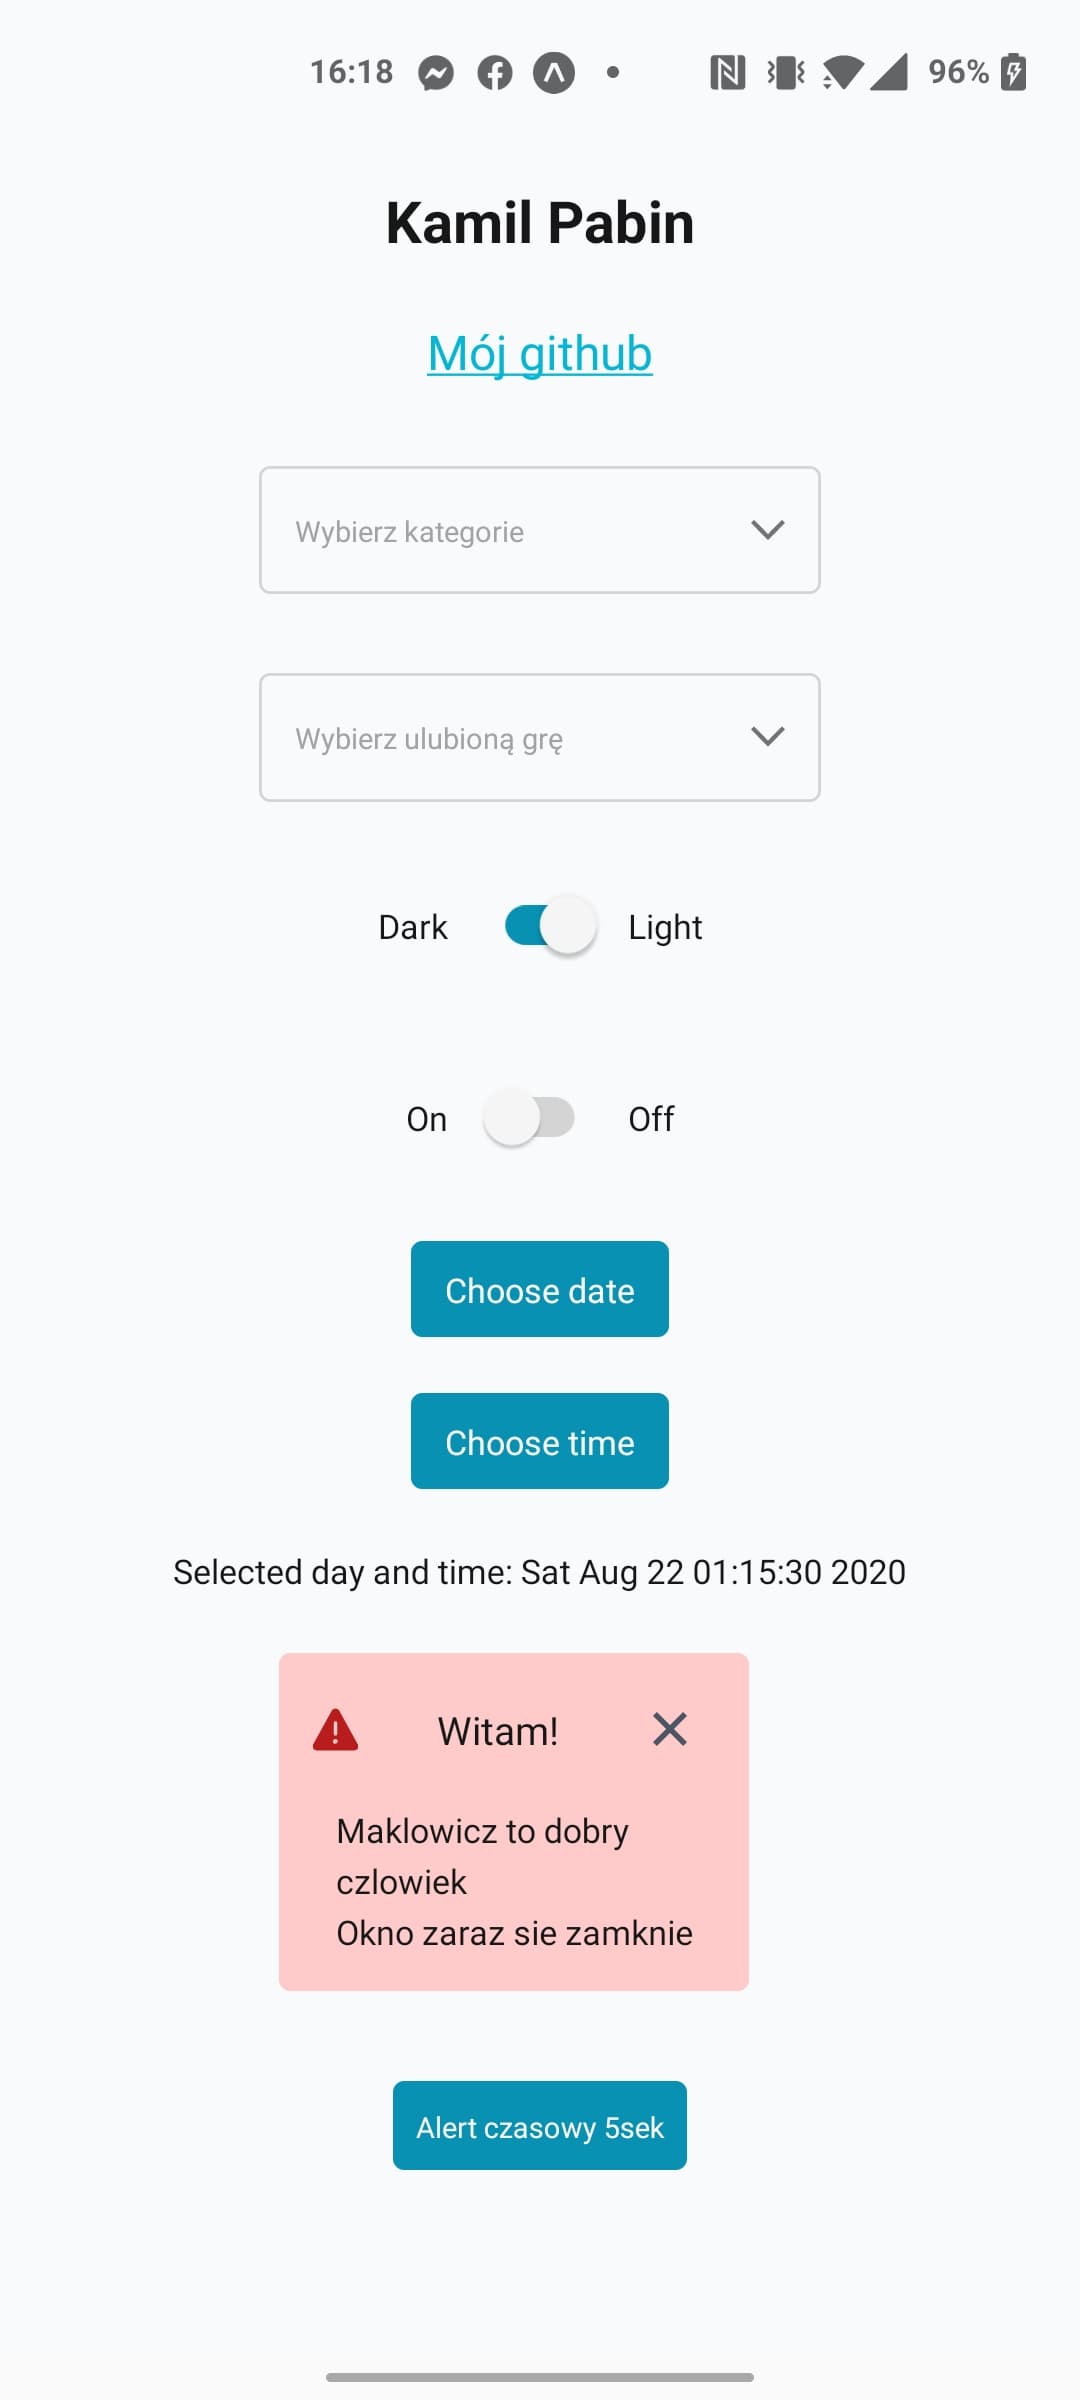 16:18 96%
Kamil Pabin
Mój github
Wybierz kategorie
Wybierz ulubioną grę
Dark Light
On Off
Choose date
Choose time
Selected day and time: Sat Aug 22 01:15:30 2020
Witam!
Maklowicz to dobry
czlowiek
Okno zaraz sie zamknie
Alert czasowy 5sek